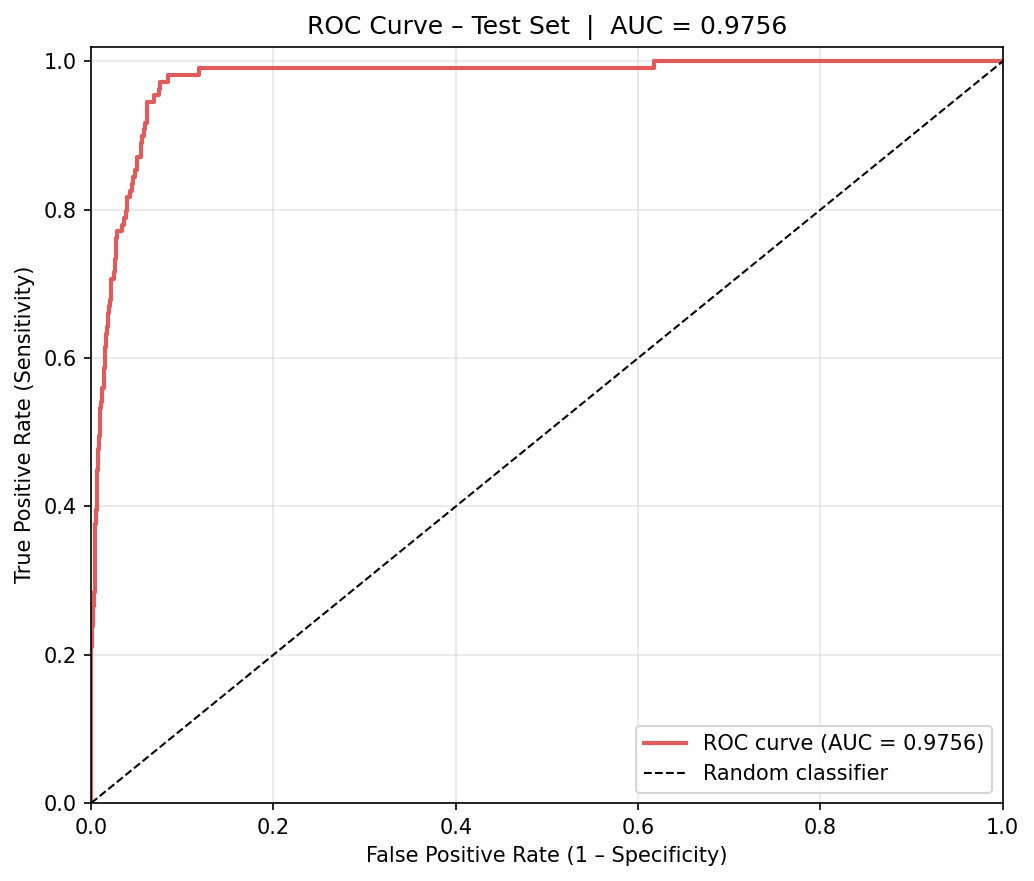 ROC Curve – Test Set | AUC = 0.9756
True Positive Rate (Sensitivity)
1.0
0.8
0.6
0.4
0.2
0.0
ROC curve (AUC = 0.9756)
Random classifier
0.0 0.2 0.4 0.6 0.8 1.0
False Positive Rate (1 – Specificity)